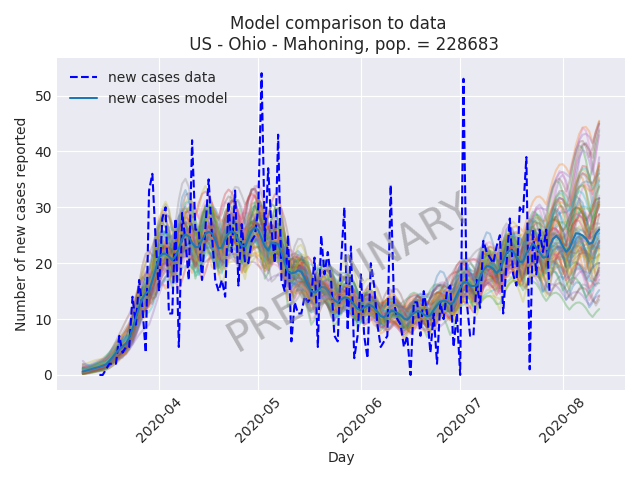 Model comparison to data
US - Ohio - Mahoning, pop. = 228683
new cases data
new cases model
PRELIMINARY
Number of new cases reported
50
40
30
20
10
0
2020-04
2020-05
2020-06
2020-07
2020-08
Day